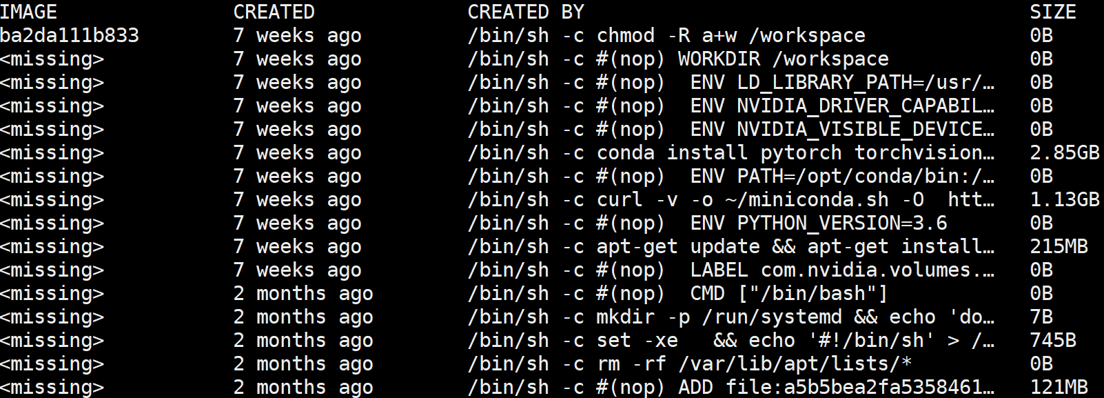 IMAGE CREATED CREATED BY SIZE
ba2da111b833 7 weeks ago /bin/sh -c chmod -R a+w /workspace 0B
<missing> 7 weeks ago /bin/sh -c #(nop) WORKDIR /workspace 0B
<missing> 7 weeks ago /bin/sh -c #(nop)  ENV LD_LIBRARY_PATH=/usr/… 0B
<missing> 7 weeks ago /bin/sh -c #(nop)  ENV NVIDIA_DRIVER_CAPABIL… 0B
<missing> 7 weeks ago /bin/sh -c #(nop)  ENV NVIDIA_VISIBLE_DEVICE… 0B
<missing> 7 weeks ago /bin/sh -c conda install pytorch torchvision… 2.85GB
<missing> 7 weeks ago /bin/sh -c #(nop)  ENV PATH=/opt/conda/bin:/… 0B
<missing> 7 weeks ago /bin/sh -c curl -v -o ~/miniconda.sh -O  htt… 1.13GB
<missing> 7 weeks ago /bin/sh -c #(nop)  ENV PYTHON_VERSION=3.6 0B
<missing> 7 weeks ago /bin/sh -c apt-get update && apt-get install… 215MB
<missing> 7 weeks ago /bin/sh -c #(nop)  LABEL com.nvidia.volumes.… 0B
<missing> 2 months ago /bin/sh -c #(nop)  CMD ["/bin/bash"] 0B
<missing> 2 months ago /bin/sh -c mkdir -p /run/systemd && echo 'do… 7B
<missing> 2 months ago /bin/sh -c set -xe   && echo '#!/bin/sh' > /… 745B
<missing> 2 months ago /bin/sh -c rm -rf /var/lib/apt/lists/* 0B
<missing> 2 months ago /bin/sh -c #(nop) ADD file:a5b5bea2fa5358461… 121MB